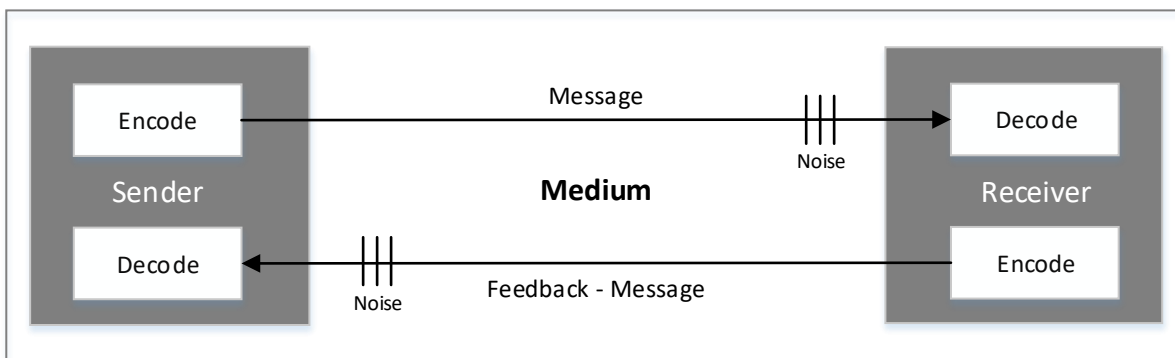 Message
Encode
Decode
Noise
Sender
Medium
Receiver
Decode
Encode
Noise
Feedback - Message